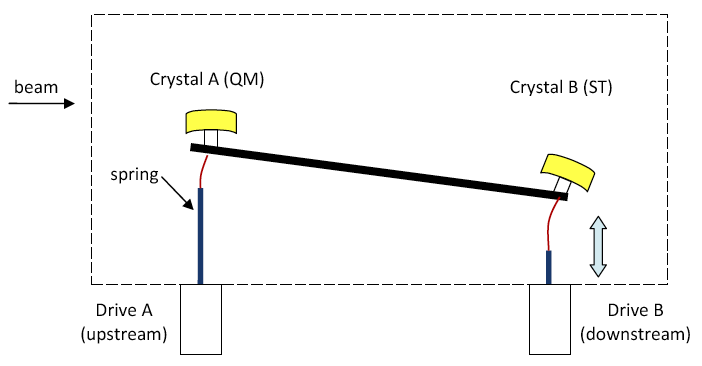 Crystal A (QM)
Crystal B (ST)
beam
spring
Drive A
(upstream)
Drive B
(downstream)